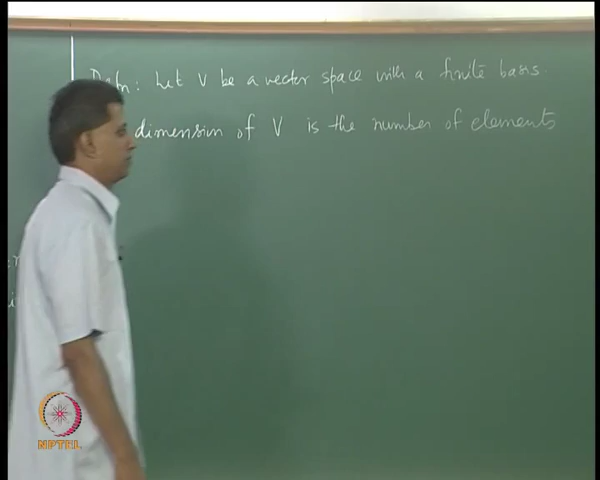 Defn: Let V be a vector space with a finite basis.
dimension of V is the number of elements
NPTEL